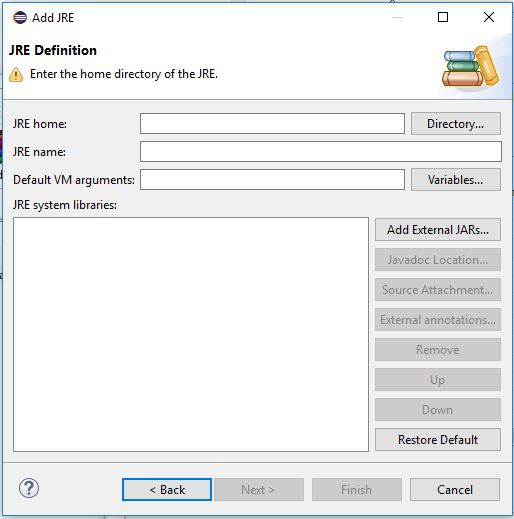 Add JRE
JRE Definition
Enter the home directory of the JRE.
JRE home:
Directory...
JRE name:
Default VM arguments:
Variables...
JRE system libraries:
Add External JARs...
Javadoc Location...
Source Attachment...
External annotations...
Remove
Up
Down
Restore Default
?
< Back
Next >
Finish
Cancel